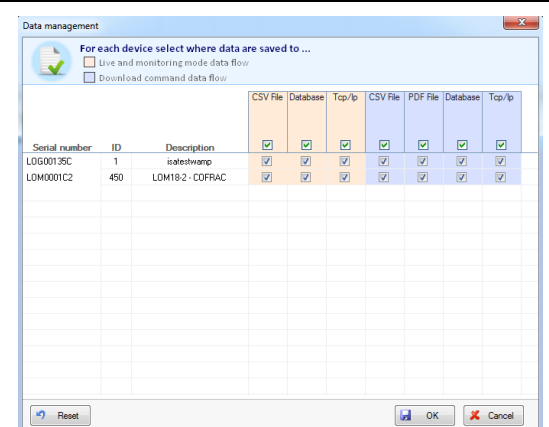 Data management
For each device select where data are saved to ...
Live and monitoring mode data flow
Download command data flow
CSV File Database Tcp/Ip CSV File PDF File Database Tcp/Ip
Serial number ID Description
LOG00135C 1 isatestwamp
LOM0001C2 450 LOM18-2 - COFRAC
Reset OK Cancel